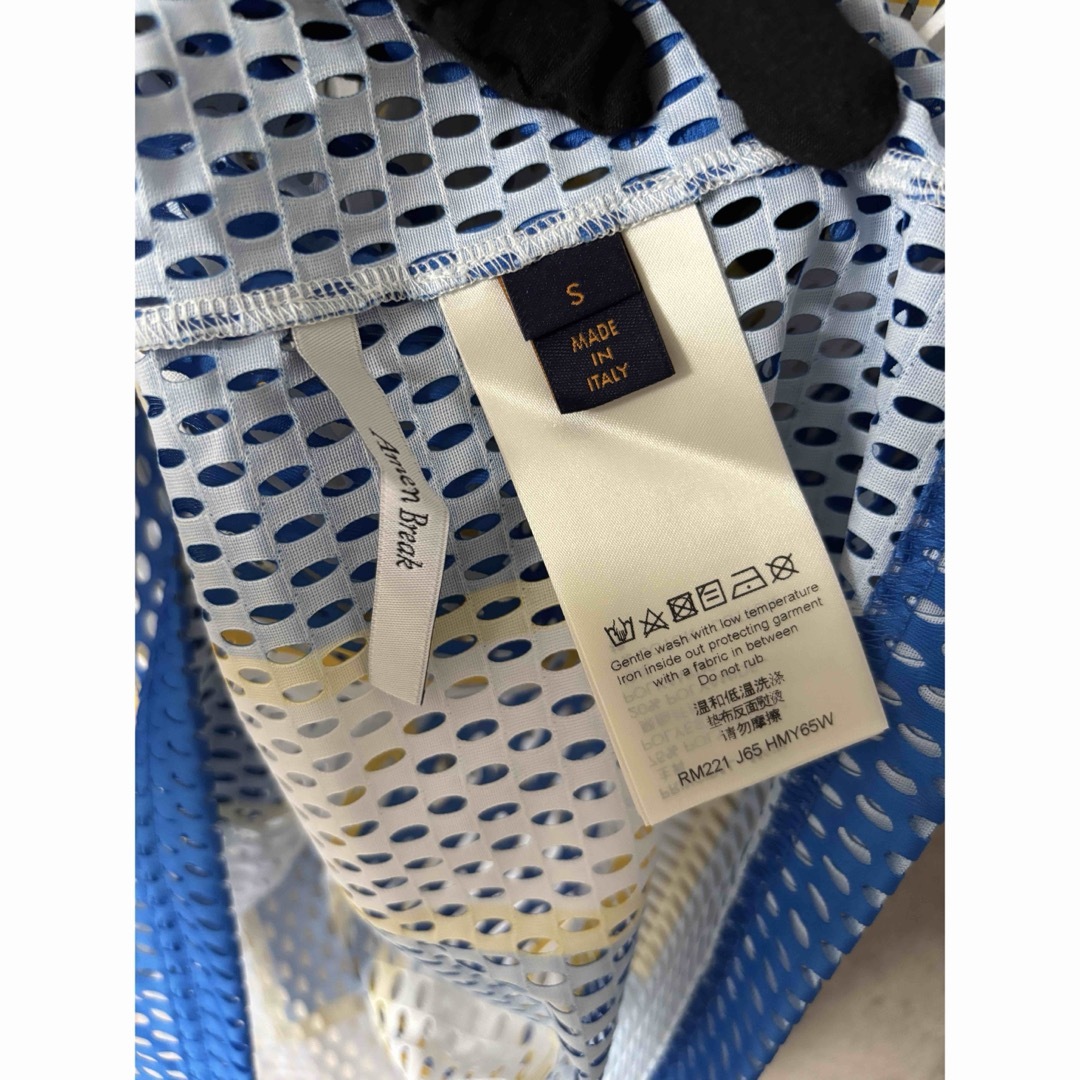 S
MADE
IN
ITALY
Amen Break
Gentle wash with low temperature
Iron inside out protecting garment
with a fabric in between
Do not rub
温和低温洗涤
垫布反面熨烫
请勿摩擦
RM221 J65 HMY65W